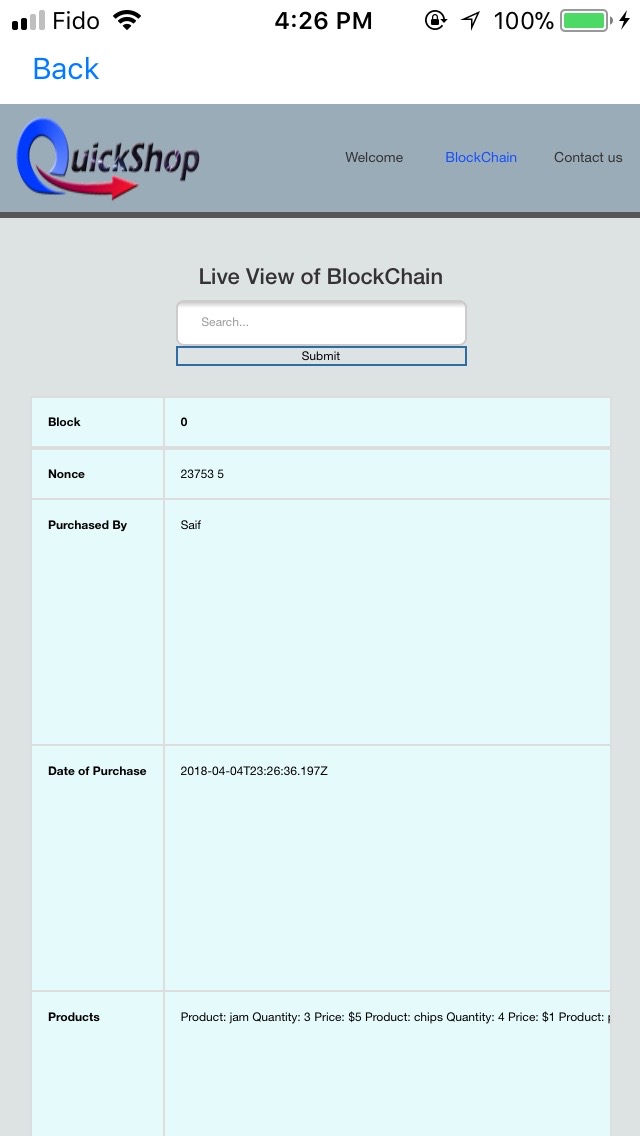 Fido 4:26 PM 100%
Back
QuickShop
Welcome BlockChain Contact us
Live View of BlockChain
Search...
Submit
Block 0
Nonce 23753 5
Purchased By Saif
Date of Purchase 2018-04-04T23:26:36.197Z
Products Product: jam Quantity: 3 Price: $5 Product: chips Quantity: 4 Price: $1 Product: